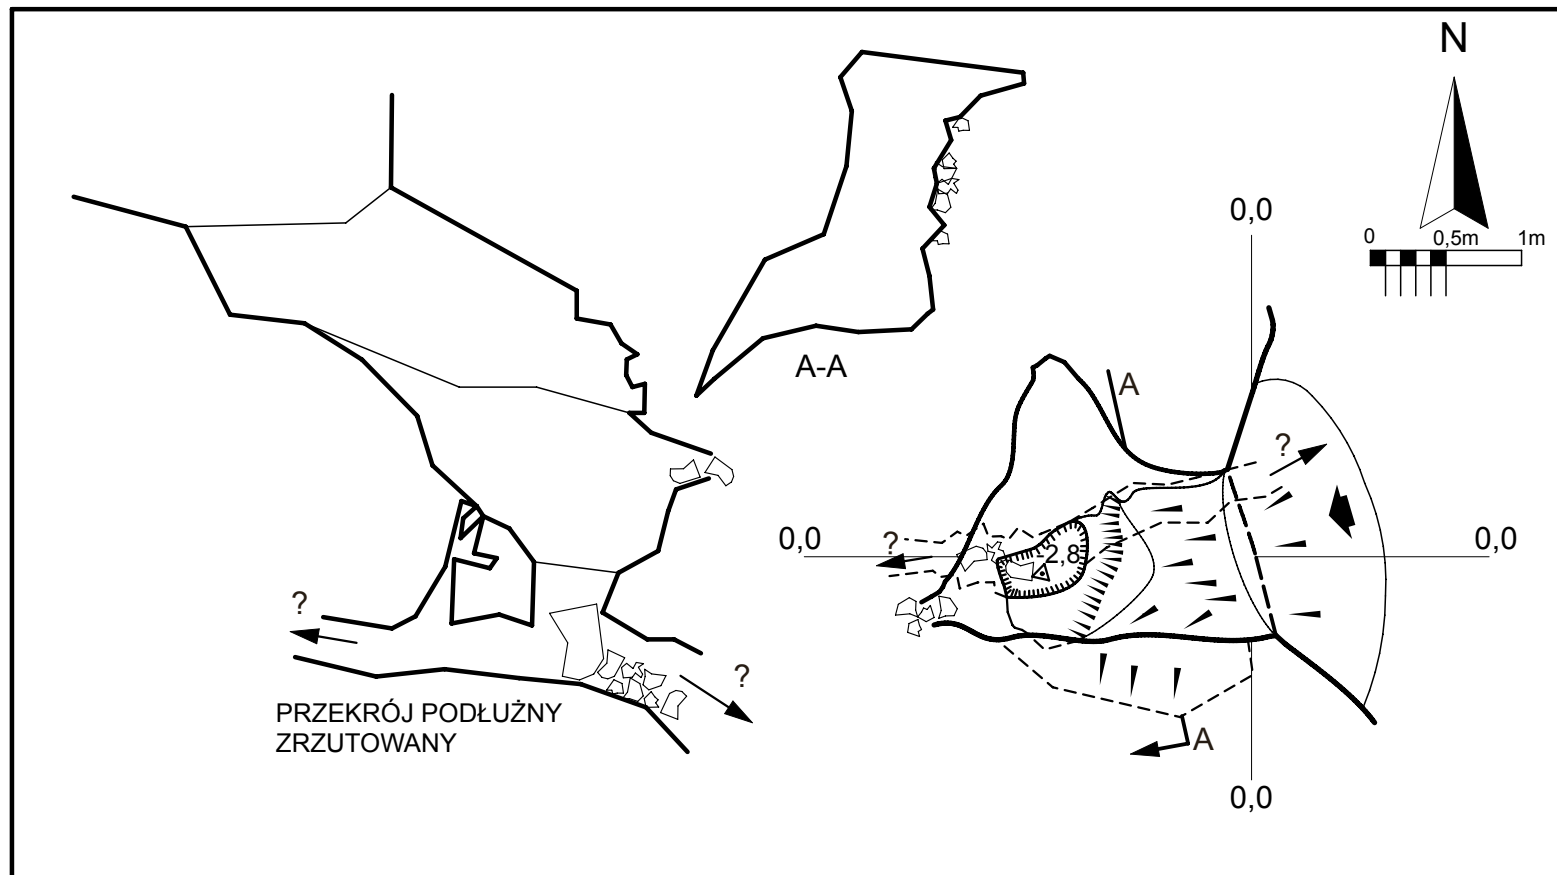 N
0 0,5m 1m
0,0
A-A
A
?
?
0,0
-2,8
0,0
?
?
A
PRZEKRÓJ PODŁUŻNY
ZRZUTOWANY
0,0